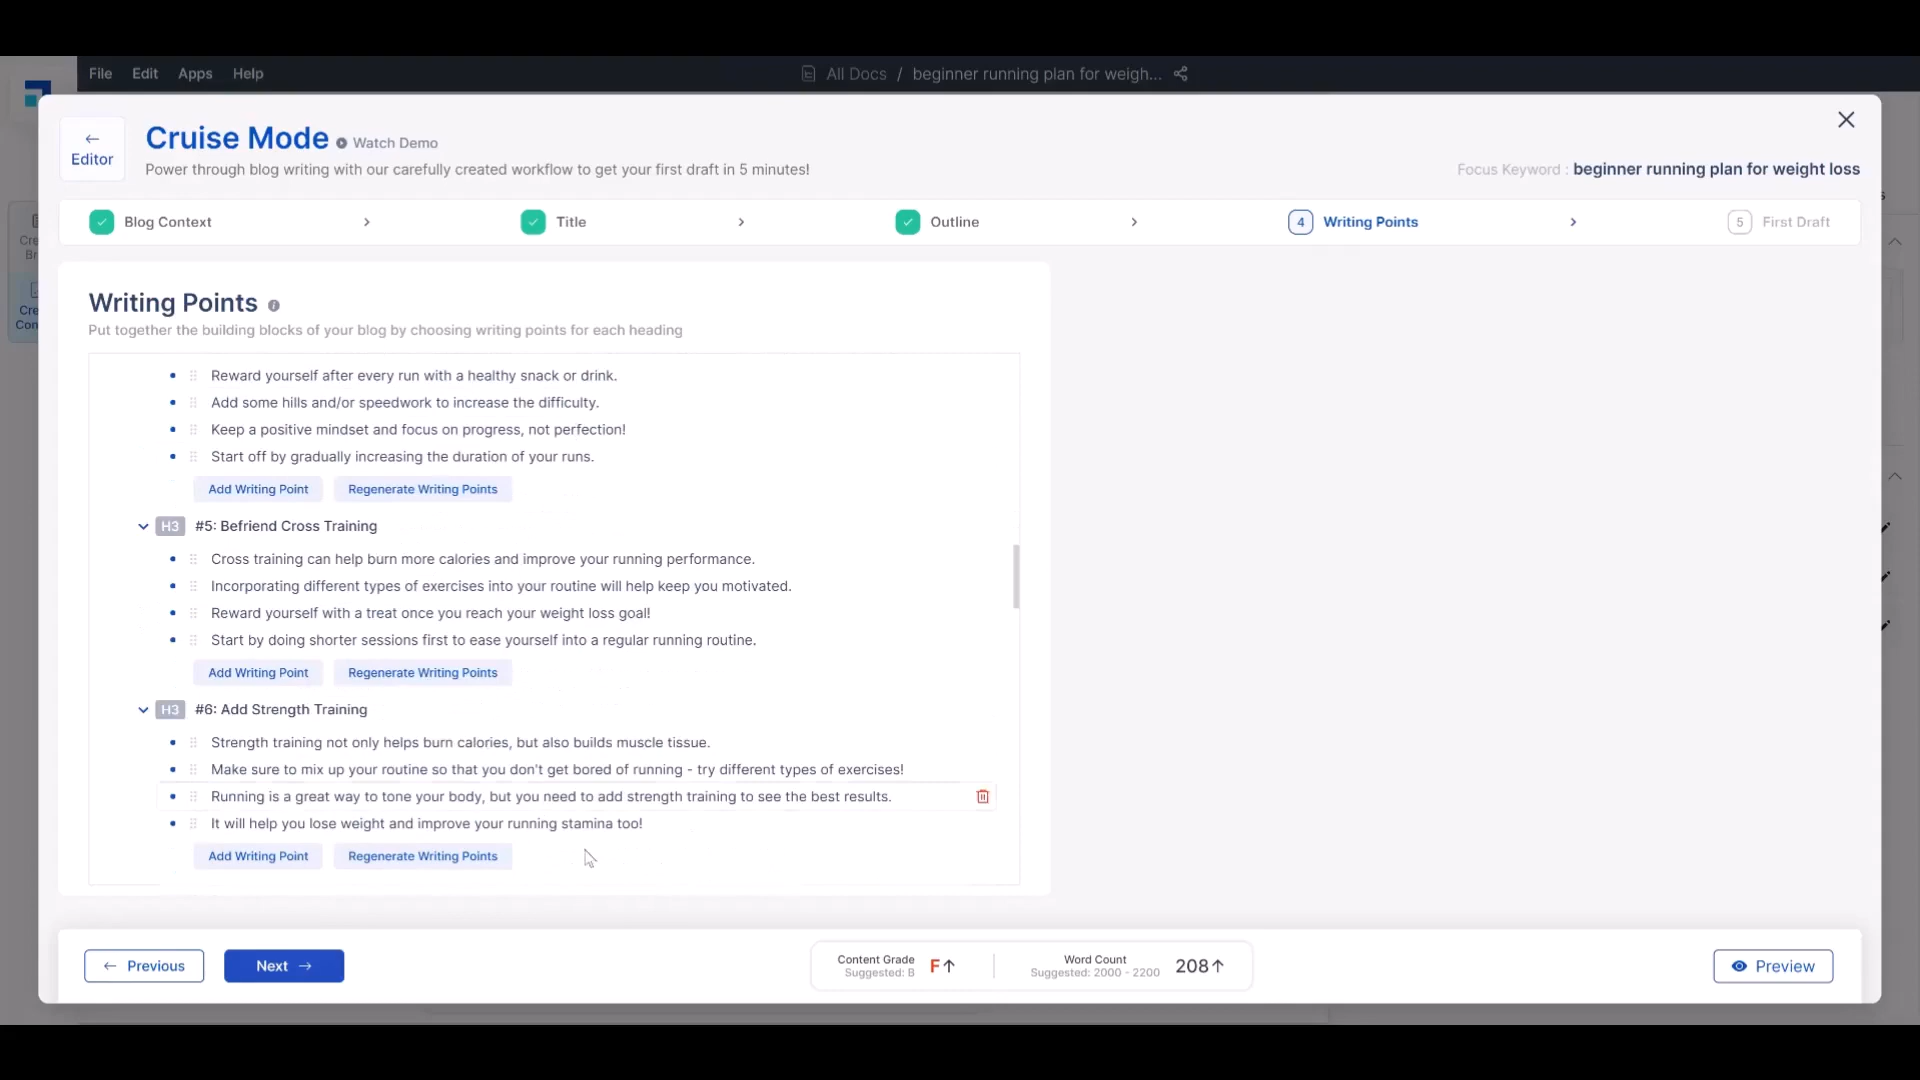 File Edit Apps Help
All Docs / beginner running plan for weigh...
← Editor
Cruise Mode Watch Demo
Power through blog writing with our carefully created workflow to get your first draft in 5 minutes!
Focus Keyword : beginner running plan for weight loss
Blog Context > Title > Outline > 4 Writing Points > 5 First Draft
Cre
Br
Cre
Con
Writing Points
Put together the building blocks of your blog by choosing writing points for each heading
Reward yourself after every run with a healthy snack or drink.
Add some hills and/or speedwork to increase the difficulty.
Keep a positive mindset and focus on progress, not perfection!
Start off by gradually increasing the duration of your runs.
Add Writing Point Regenerate Writing Points
H3 #5: Befriend Cross Training
Cross training can help burn more calories and improve your running performance.
Incorporating different types of exercises into your routine will help keep you motivated.
Reward yourself with a treat once you reach your weight loss goal!
Start by doing shorter sessions first to ease yourself into a regular running routine.
Add Writing Point Regenerate Writing Points
H3 #6: Add Strength Training
Strength training not only helps burn calories, but also builds muscle tissue.
Make sure to mix up your routine so that you don't get bored of running - try different types of exercises!
Running is a great way to tone your body, but you need to add strength training to see the best results.
It will help you lose weight and improve your running stamina too!
Add Writing Point Regenerate Writing Points
← Previous
Next →
Content Grade
Suggested: B
F↑
Word Count
Suggested: 2000 - 2200
208↑
Preview